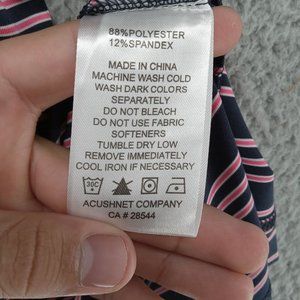 88%POLYESTER
12%SPANDEX
MADE IN CHINA
MACHINE WASH COLD
WASH DARK COLORS
SEPARATELY
DO NOT BLEACH
DO NOT USE FABRIC
SOFTENERS
TUMBLE DRY LOW
REMOVE IMMEDIATELY
COOL IRON IF NECESSARY
30C
ACUSHNET COMPANY
CA # 28544